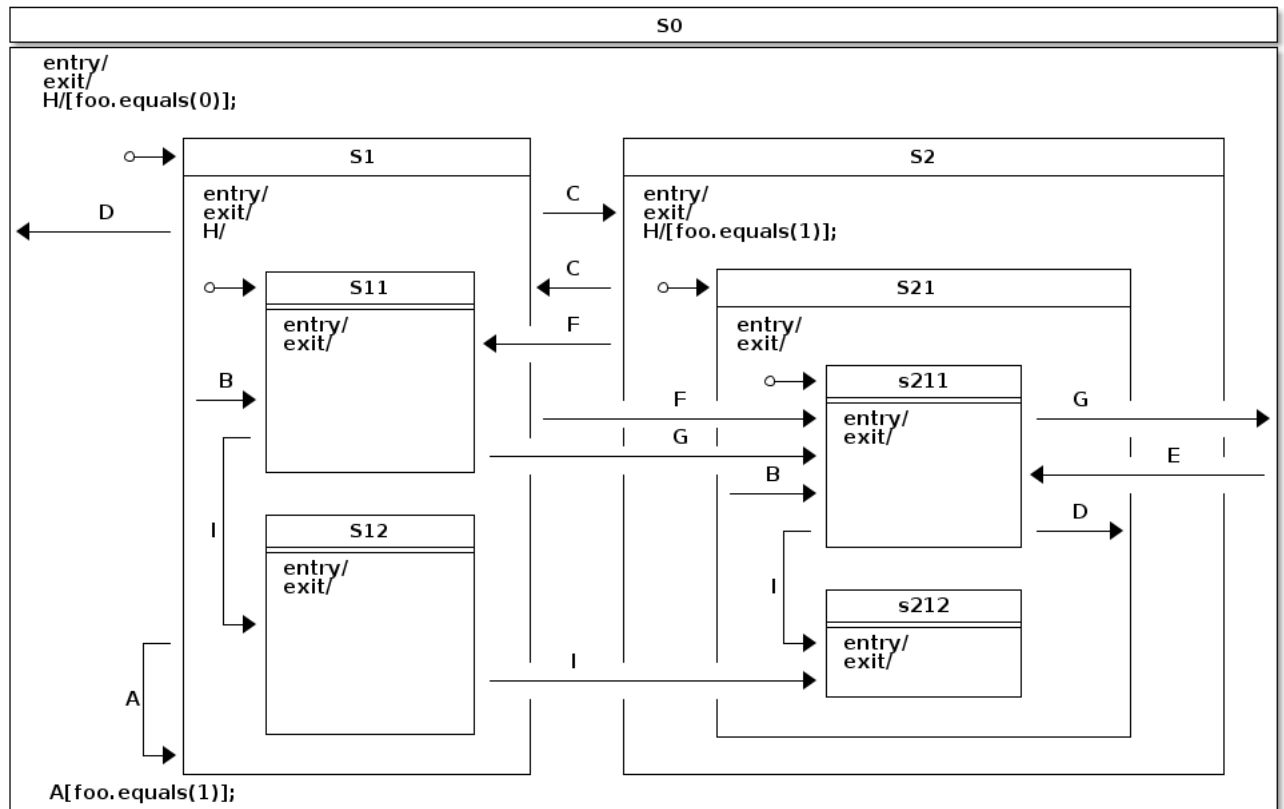 S0
entry/
exit/
H/[foo.equals(0)];
S1
S2
entry/
exit/
H/
D
C
entry/
exit/
H/[foo.equals(1)];
C
S11
S21
entry/
exit/
F
entry/
exit/
B
s211
F
G
entry/
exit/
G
E
B
D
I
S12
entry/
exit/
I
s212
entry/
exit/
I
A
A[foo.equals(1)];